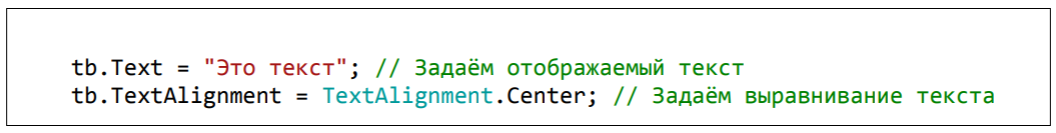 tb.Text = "Это текст"; // Задаём отображаемый текст
tb.TextAlignment = TextAlignment.Center; // Задаём выравнивание текста